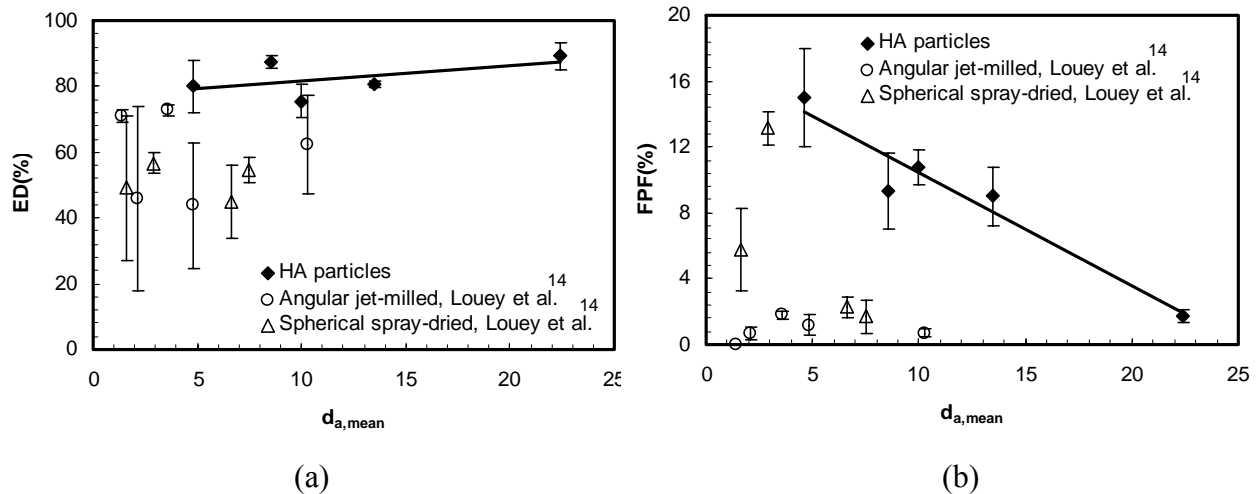 100
80
60
40
20
0
ED(%)
HA particles
Angular jet-milled, Louey et al.14
Spherical spray-dried, Louey et al.14
0 5 10 15 20 25
da,mean
(a)
20
16
12
8
4
0
FPF(%)
HA particles
Angular jet-milled, Louey et al.14
Spherical spray-dried, Louey et al.14
0 5 10 15 20 25
da,mean
(b)